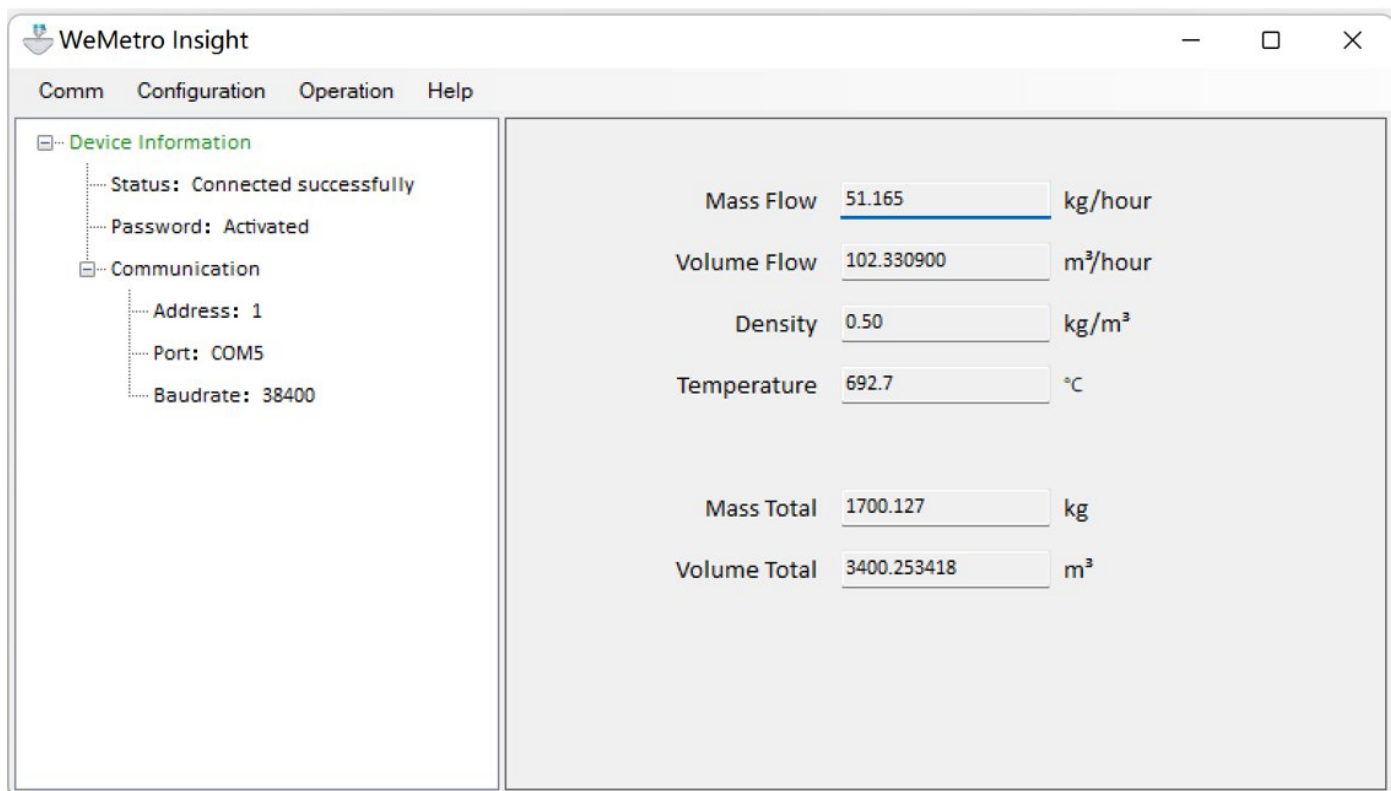 WeMetro Insight
Comm Configuration Operation Help
Device Information
Status: Connected successfully
Password: Activated
Communication
Address: 1
Port: COM5
Baudrate: 38400
Mass Flow 51.165 kg/hour
Volume Flow 102.330900 m³/hour
Density 0.50 kg/m³
Temperature 692.7 °C
Mass Total 1700.127 kg
Volume Total 3400.253418 m³